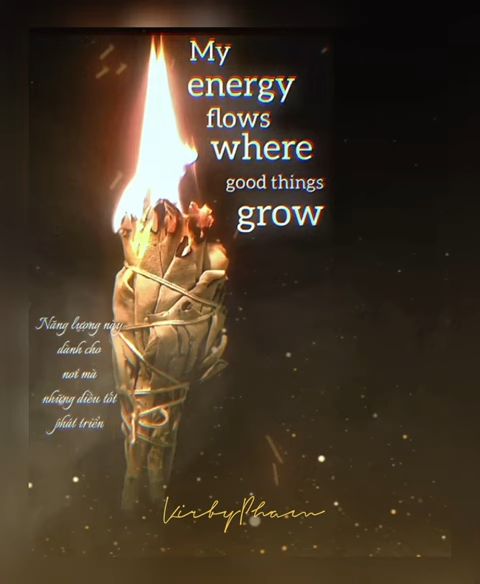 My
energy
flows
where
good things
grow
Năng lượng này
dành cho
nơi mà
những điều tốt
phát triển
KirbyPham